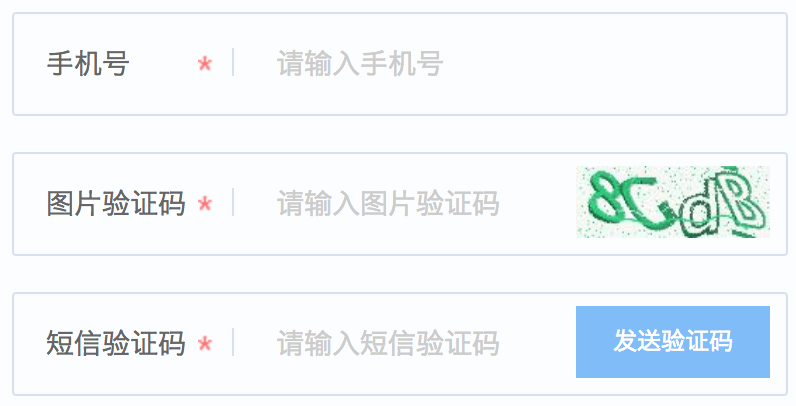 手机号 * 请输入手机号
图片验证码 * 请输入图片验证码 8CdB
短信验证码 * 请输入短信验证码 发送验证码